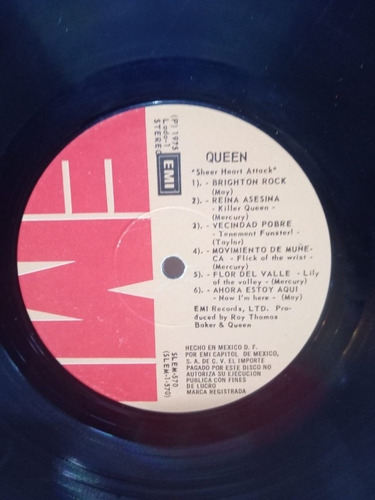 EMI
(P) 1975
Lado-1
STEREO
EMI
QUEEN
"Sheer Heart Attack"
1). - BRIGHTON ROCK
(May)
2). - REINA ASESINA
- Killer Queen -
(Mercury)
3). - VECINDAD POBRE
- Tenement Funster! -
(Taylor)
4). - MOVIMIENTO DE MUÑE-
CA - Flick of the wrist -
(Mercury)
5). - FLOR DEL VALLE - Lily
of the valley - (Mercury)
6). - AHORA ESTOY AQUI
- Now I'm here - (May)
EMI Records, LTD. Pro-
duced by Roy Thomas
Baker & Queen
HECHO EN MEXICO D. F.
POR EMI CAPITOL DE MEXICO,
S. A. DE C. V. EL IMPORTE
PAGADO POR ESTE DISCO NO
AUTORIZA SU EJECUCION
PUBLICA CON FINES
DE LUCRO
MARCA REGISTRADA
SLEM-570
(SLEM-1-570)